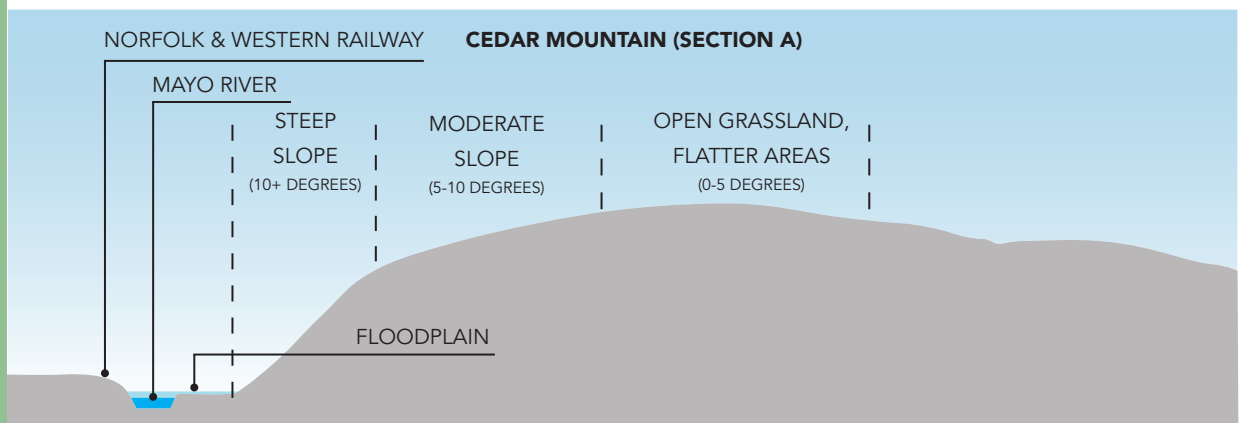 NORFOLK & WESTERN RAILWAY
CEDAR MOUNTAIN (SECTION A)
MAYO RIVER
STEEP
SLOPE
(10+ DEGREES)
MODERATE
SLOPE
(5-10 DEGREES)
OPEN GRASSLAND,
FLATTER AREAS
(0-5 DEGREES)
FLOODPLAIN